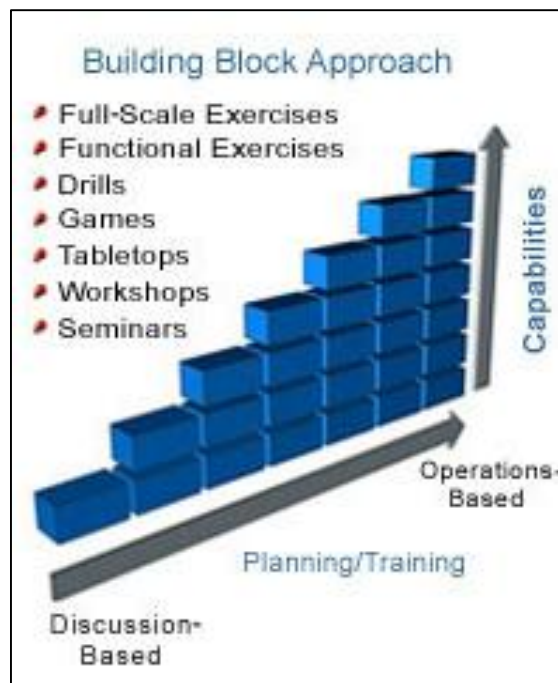 Building Block Approach
Full-Scale Exercises
Functional Exercises
Drills
Games
Tabletops
Workshops
Seminars
Capabilities
Operations-
Based
Planning/Training
Discussion-
Based